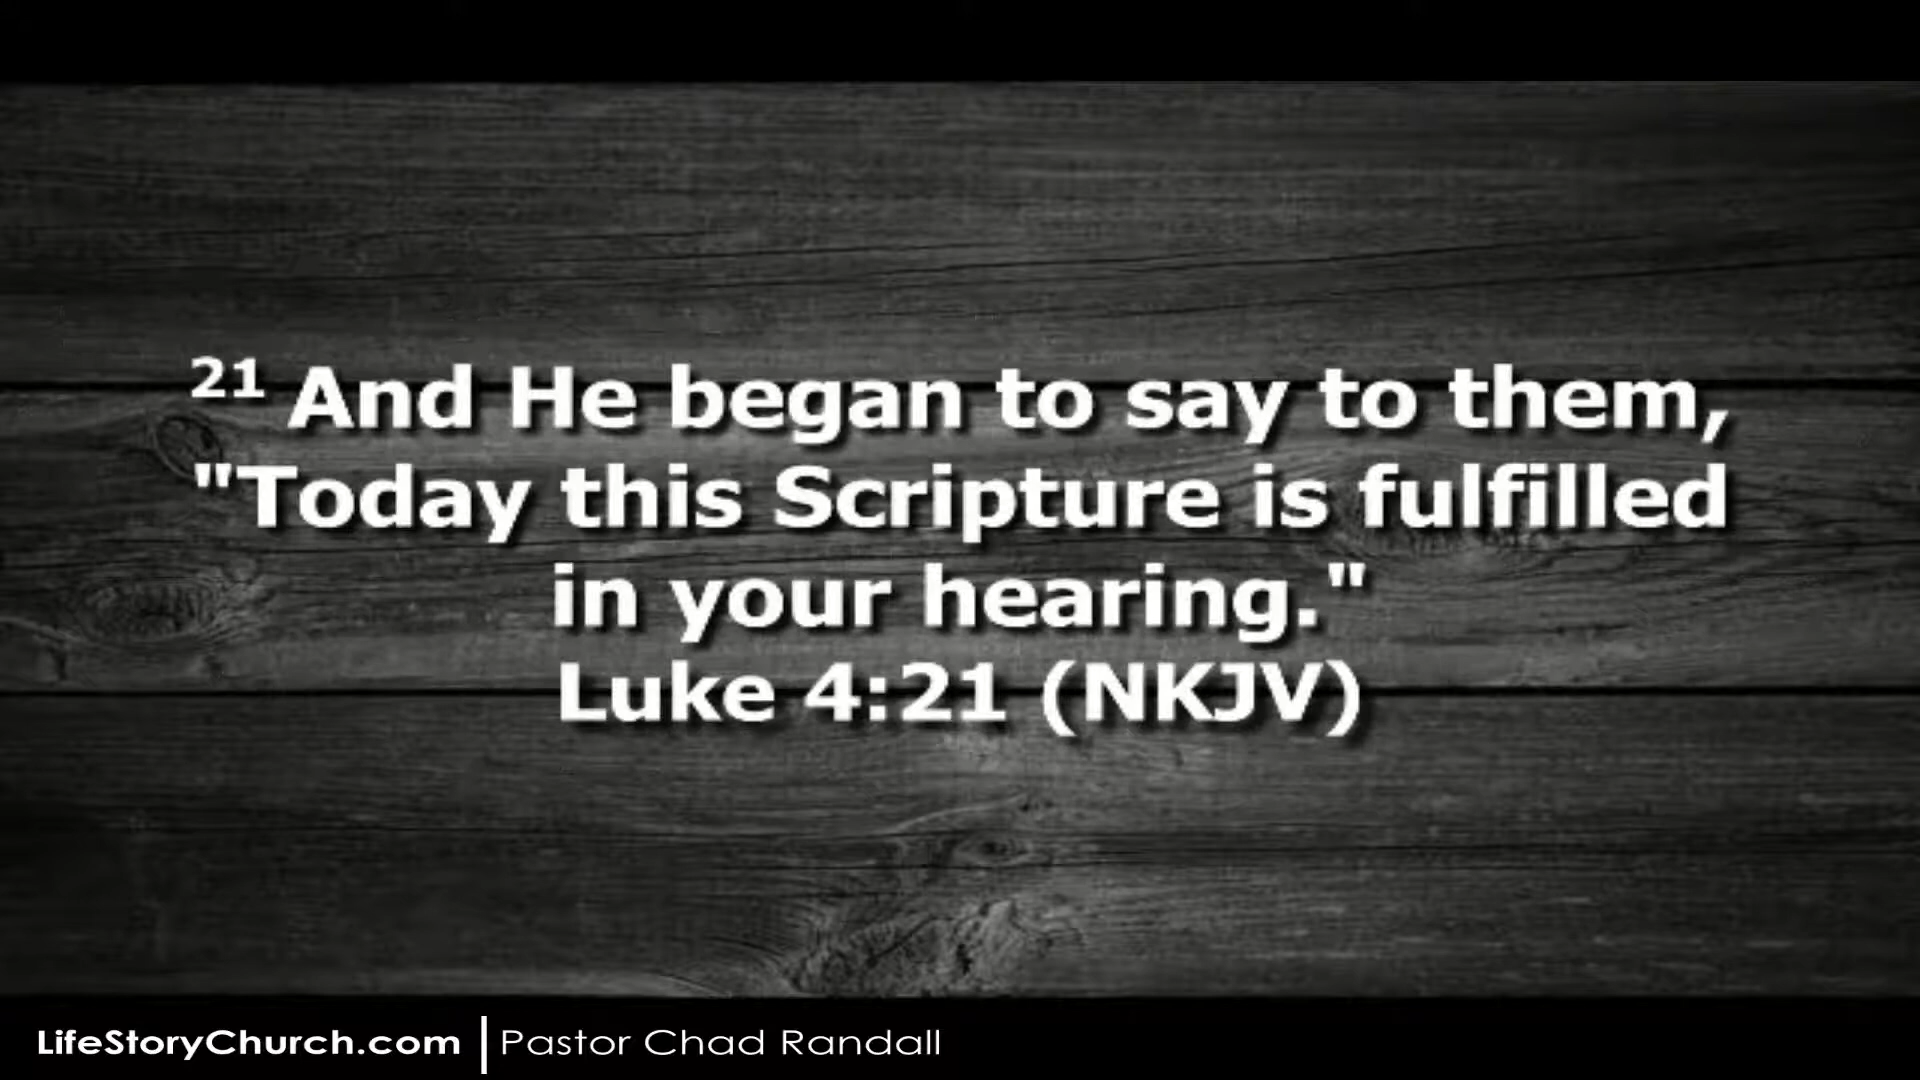 21 And He began to say to them,
"Today this Scripture is fulfilled
in your hearing."
Luke 4:21 (NKJV)
LifeStoryChurch.com | Pastor Chad Randall